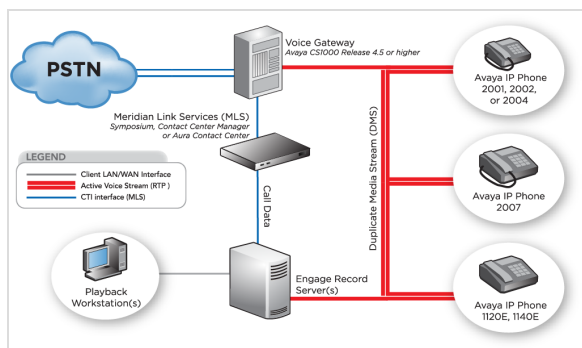 PSTN
Voice Gateway
Avaya CS1000 Release 4.5 or higher
Avaya IP Phone
2001, 2002,
or 2004
Meridian Link Services (MLS)
Symposium, Contact Center Manager
or Aura Contact Center
LEGEND
Client LAN/WAN Interface
Active Voice Stream (RTP )
CTI interface (MLS)
Call Data
Duplicate Media Stream (DMS)
Avaya IP Phone
2007
Playback
Workstation(s)
Engage Record
Server(s)
Avaya IP Phone
1120E, 1140E